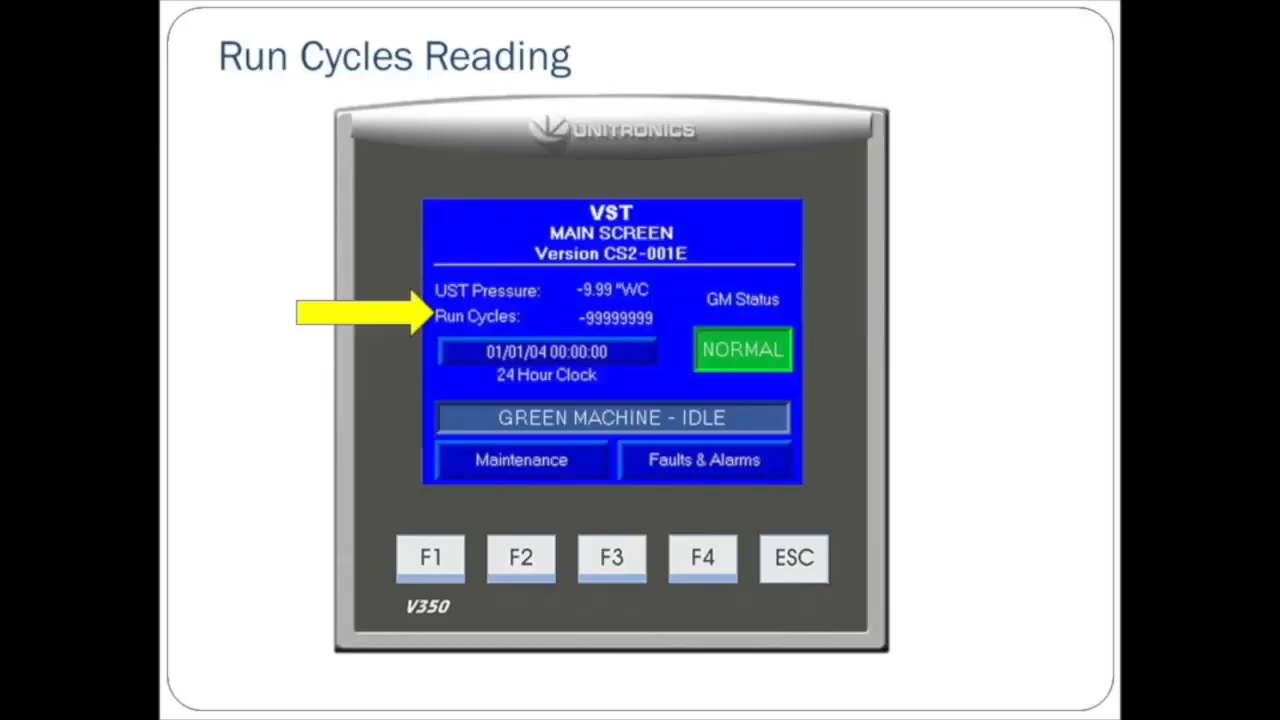 Run Cycles Reading
UNITRONICS
VST
MAIN SCREEN
Version CS2-001E
UST Pressure: -9.99 "WC
GM Status
Run Cycles: -99999999
NORMAL
01/01/04 00:00:00
24 Hour Clock
GREEN MACHINE - IDLE
Maintenance Faults & Alarms
F1 F2 F3 F4 ESC
V350